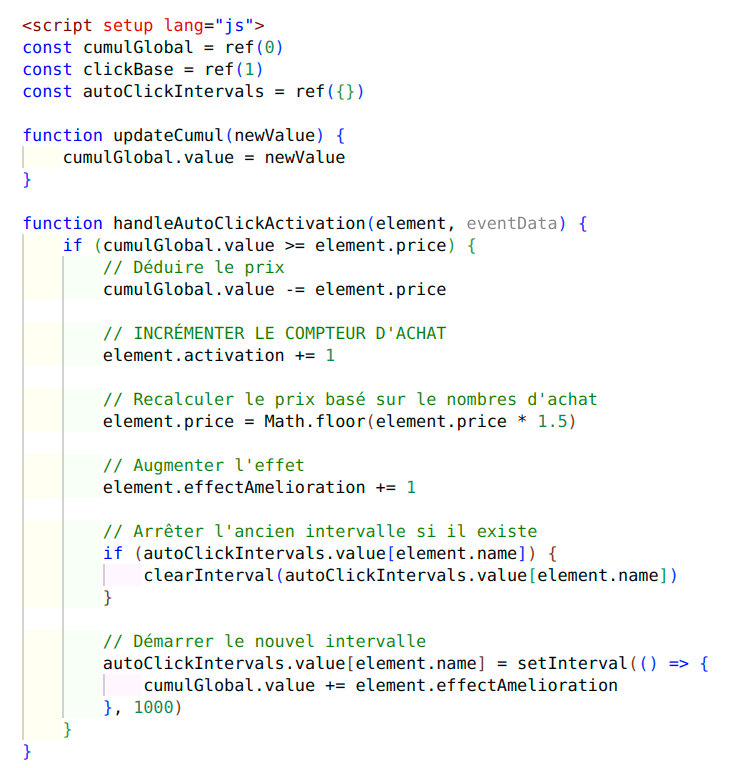 <script setup lang="js">
const cumulGlobal = ref(0)
const clickBase = ref(1)
const autoClickIntervals = ref({})

function updateCumul(newValue) {
    cumulGlobal.value = newValue
}

function handleAutoClickActivation(element, eventData) {
    if (cumulGlobal.value >= element.price) {
        // Déduire le prix
        cumulGlobal.value -= element.price

        // INCRÉMENTER LE COMPTEUR D'ACHAT
        element.activation += 1

        // Recalculer le prix basé sur le nombres d'achat
        element.price = Math.floor(element.price * 1.5)

        // Augmenter l'effet
        element.effectAmelioration += 1

        // Arrêter l'ancien intervalle si il existe
        if (autoClickIntervals.value[element.name]) {
            clearInterval(autoClickIntervals.value[element.name])
        }

        // Démarrer le nouvel intervalle
        autoClickIntervals.value[element.name] = setInterval(() => {
            cumulGlobal.value += element.effectAmelioration
        }, 1000)
    }
}